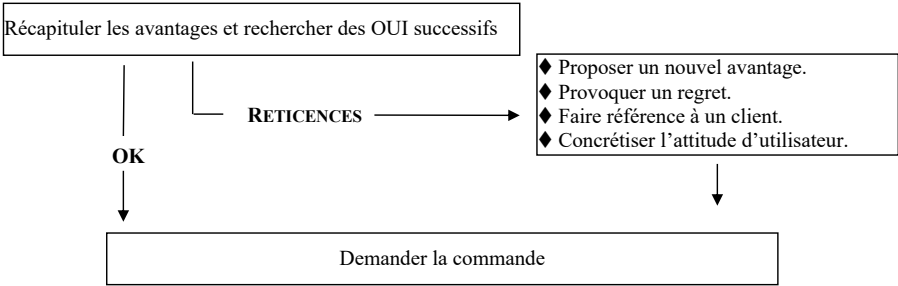 Récapituler les avantages et rechercher des OUI successifs
♦ Proposer un nouvel avantage.
♦ Provoquer un regret.
♦ Faire référence à un client.
♦ Concrétiser l’attitude d’utilisateur.
RETICENCES
OK
Demander la commande